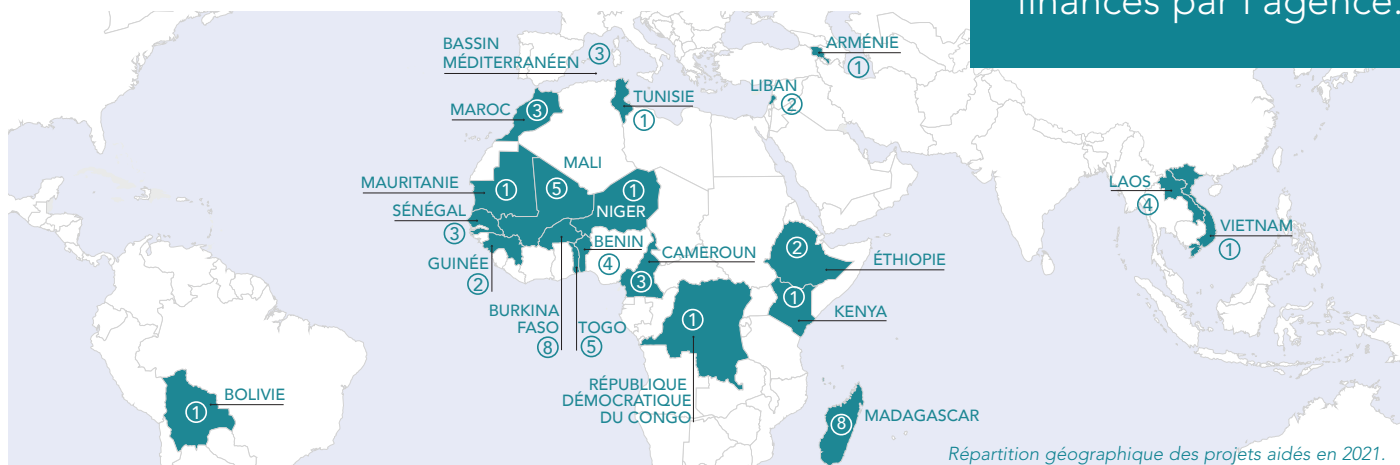 financés par l'agence.
BASSIN
MÉDITERRANÉEN
3
ARMÉNIE
1
LIBAN
2
TUNISIE
1
MAROC
3
MALI
5
MAURITANIE
1
NIGER
1
SÉNÉGAL
3
GUINÉE
2
BENIN
4
CAMEROUN
3
BURKINA
FASO
8
TOGO
5
ÉTHIOPIE
2
KENYA
1
LAOS
4
VIETNAM
1
RÉPUBLIQUE
DÉMOCRATIQUE
DU CONGO
1
BOLIVIE
1
MADAGASCAR
8
Répartition géographique des projets aidés en 2021.